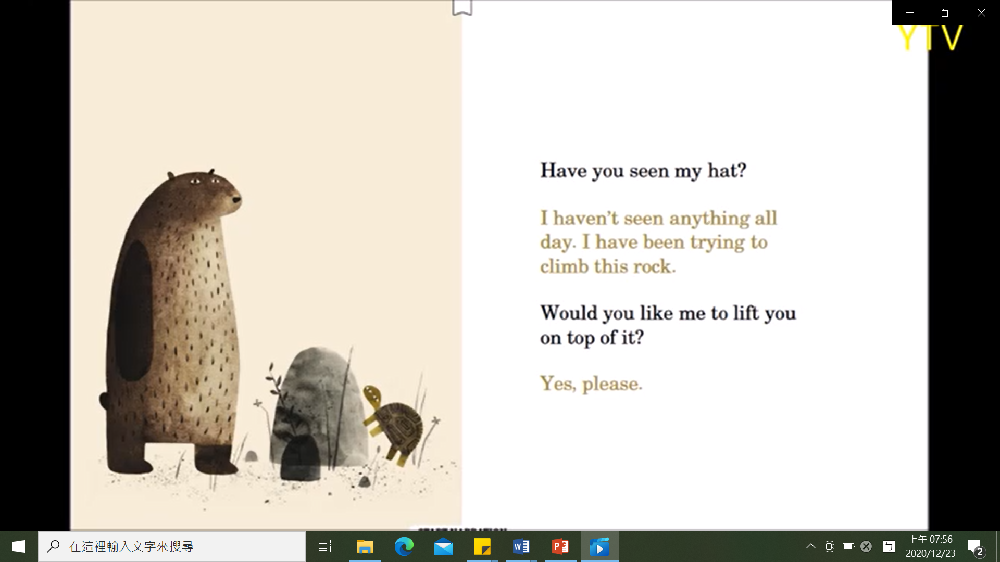 YTV
Have you seen my hat?
I haven't seen anything all
day. I have been trying to
climb this rock.
Would you like me to lift you
on top of it?
Yes, please.
在這裡輸入文字來搜尋
上午 07:56
2020/12/23
2